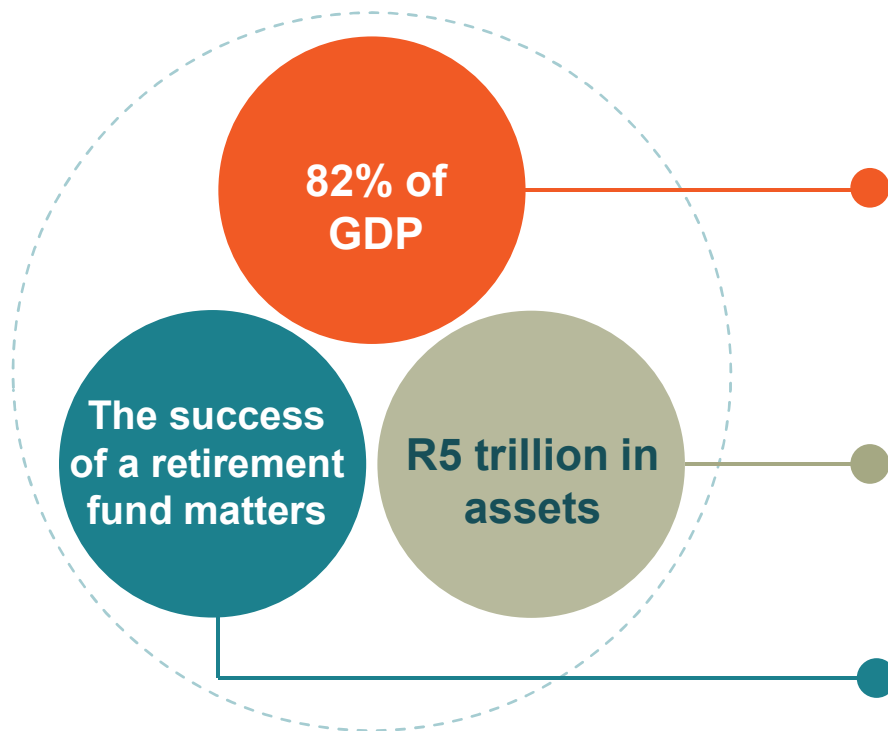 82% of
GDP
The success
of a retirement
fund matters
R5 trillion in
assets